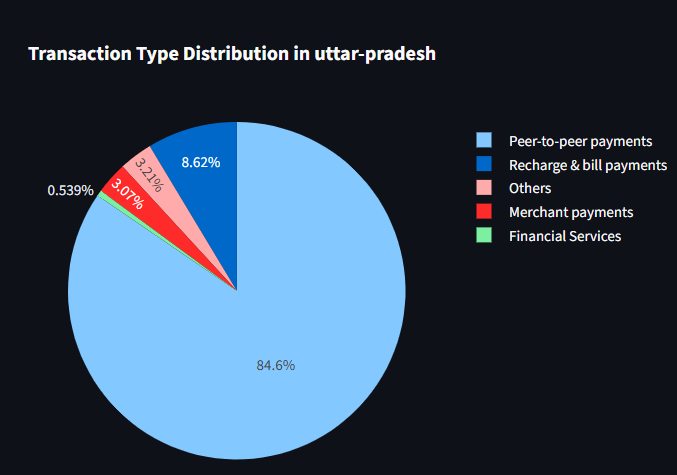 Transaction Type Distribution in uttar-pradesh
8.62%
3.21%
3.07%
0.539%
84.6%
Peer-to-peer payments
Recharge & bill payments
Others
Merchant payments
Financial Services